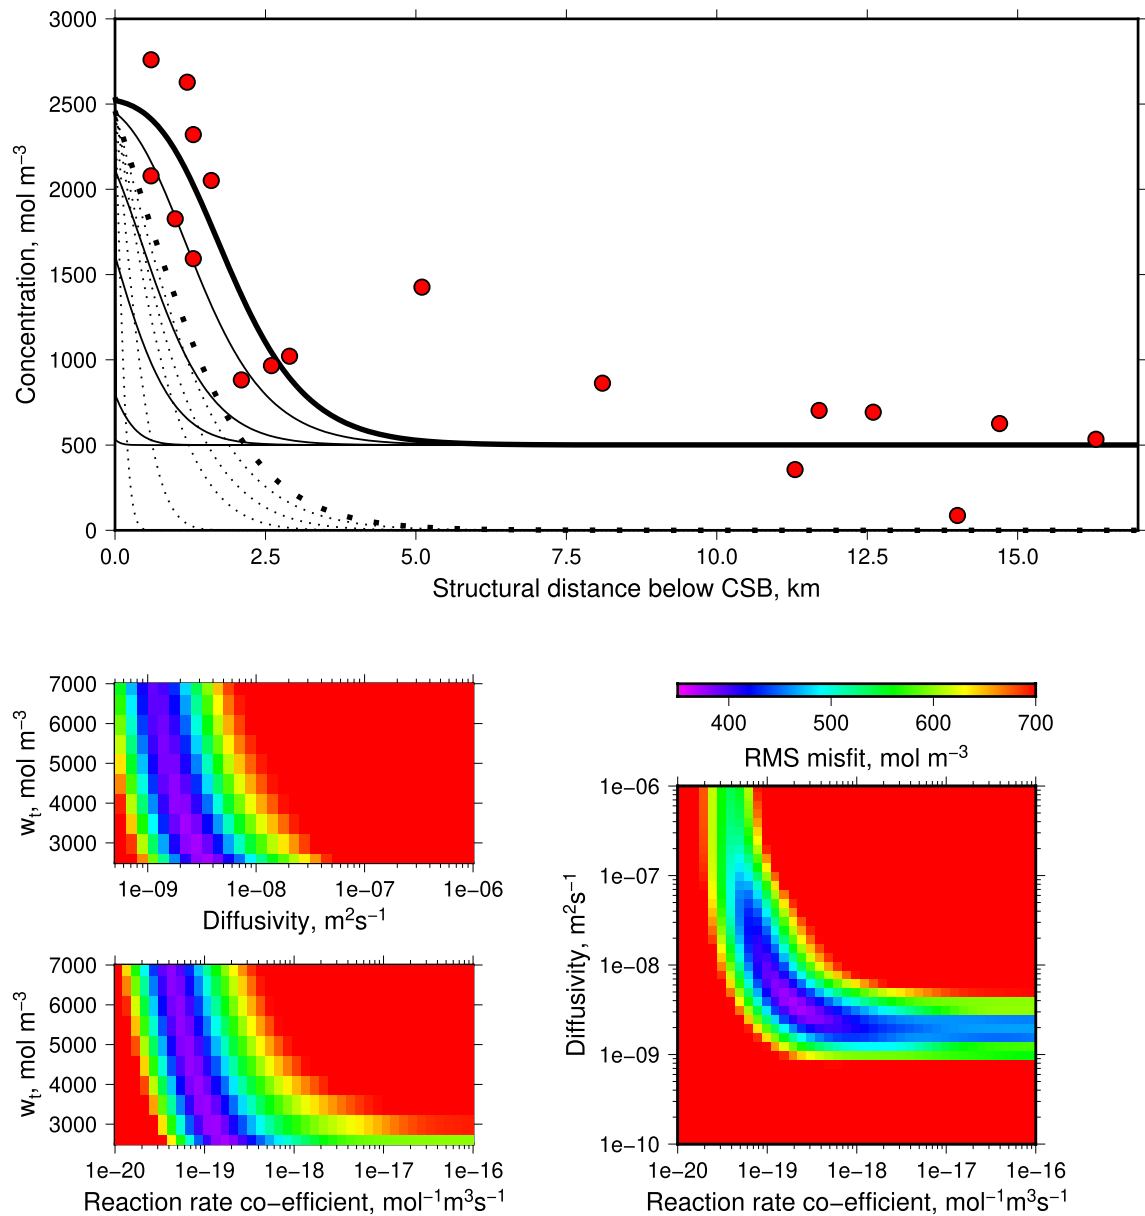 3000
2500
2000
1500
1000
500
0
Concentration, mol m⁻³
0.0 2.5 5.0 7.5 10.0 12.5 15.0
Structural distance below CSB, km
7000
6000
5000
4000
3000
wₜ, mol m⁻³
1e−09 1e−08 1e−07 1e−06
Diffusivity, m²s⁻¹
400 500 600 700
RMS misfit, mol m⁻³
7000
6000
5000
4000
3000
wₜ, mol m⁻³
1e−20 1e−19 1e−18 1e−17 1e−16
Reaction rate co−efficient, mol⁻¹m³s⁻¹
1e−06
1e−07
1e−08
1e−09
1e−10
Diffusivity, m²s⁻¹
1e−20 1e−19 1e−18 1e−17 1e−16
Reaction rate co−efficient, mol⁻¹m³s⁻¹